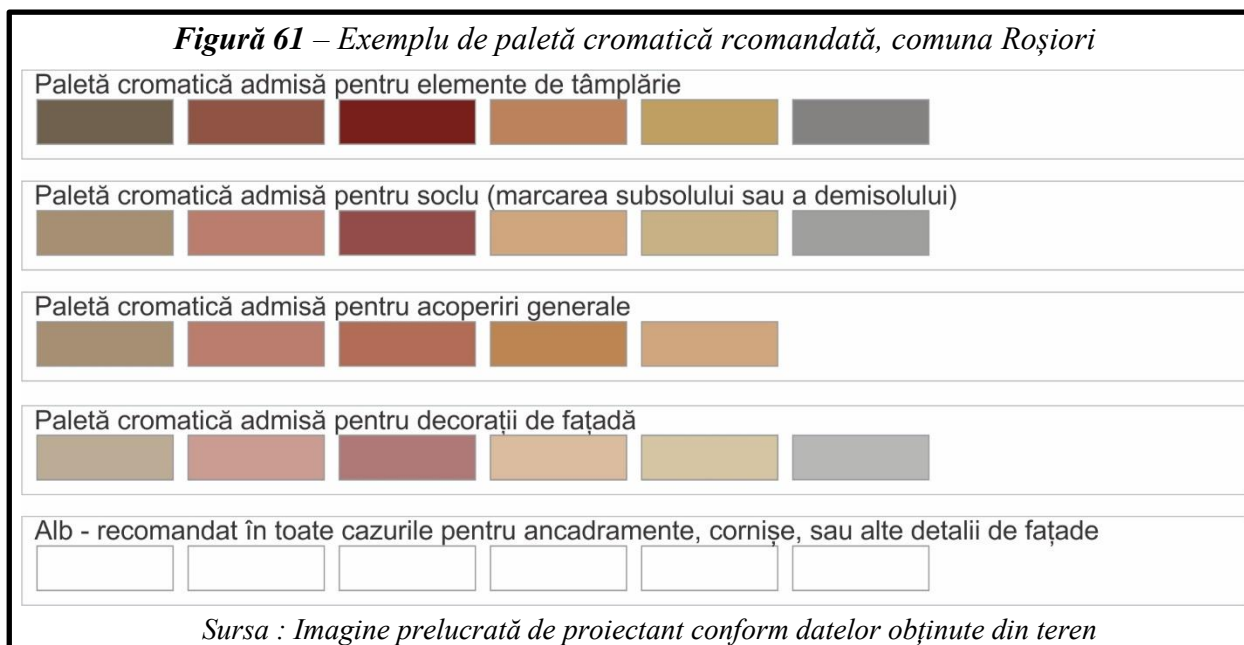 Figură 61 – Exemplu de paletă cromatică rcomandată, comuna Roșiori
Paletă cromatică admisă pentru elemente de tâmplărie
Paletă cromatică admisă pentru soclu (marcarea subsolului sau a demisolului)
Paletă cromatică admisă pentru acoperiri generale
Paletă cromatică admisă pentru decorații de fațadă
Alb - recomandat în toate cazurile pentru ancadramente, cornișe, sau alte detalii de fațade
Sursa : Imagine prelucrată de proiectant conform datelor obținute din teren